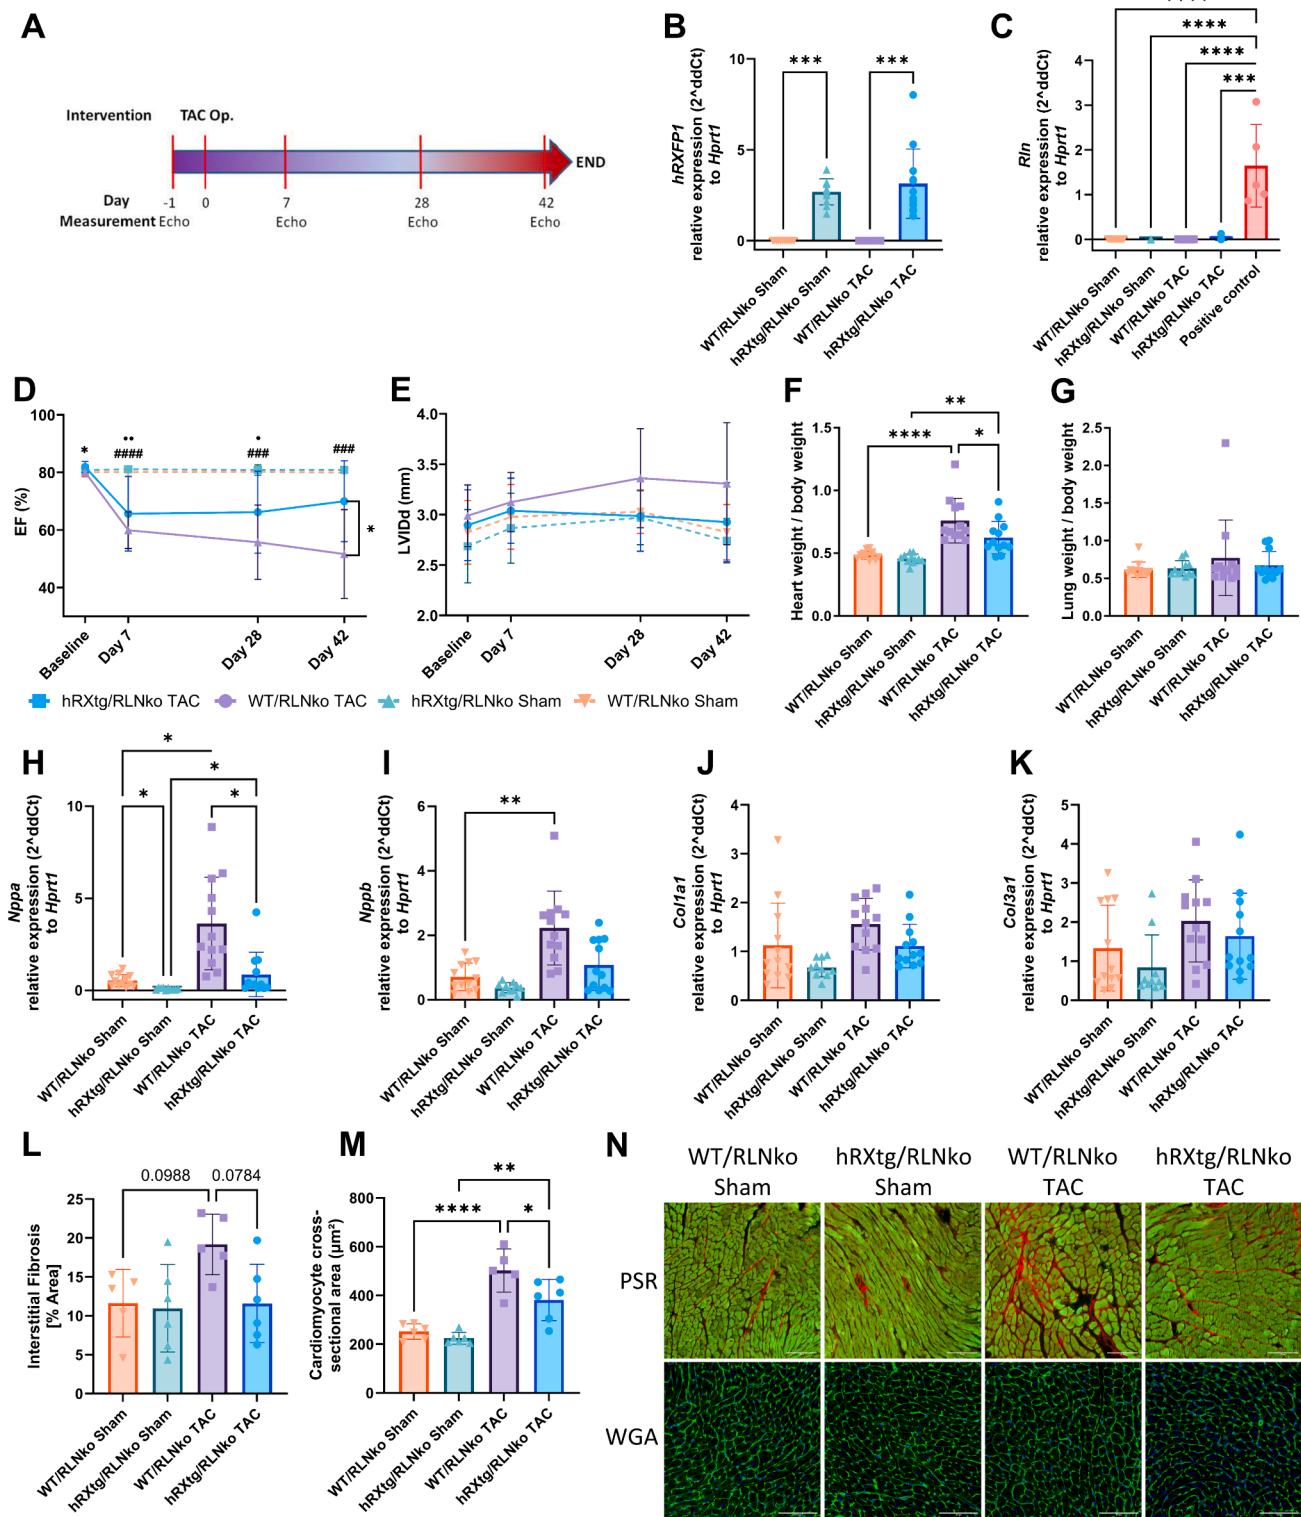 A
Intervention TAC Op.
END
Day -1 0 7 28 42
Measurement Echo Echo Echo Echo
B
hRXFP1
relative expression (2^ddCt)
to Hprt1
10
5
0
*** ***
WT/RLNko Sham
hRXtg/RLNko Sham
WT/RLNko TAC
hRXtg/RLNko TAC
C
Rln
relative expression (2^ddCt)
to Hprt1
4
3
2
1
0
****
****
***
WT/RLNko Sham
hRXtg/RLNko Sham
WT/RLNko TAC
hRXtg/RLNko TAC
Positive control
D
EF (%)
100
80
60
40
* •• • ###
#### ###
*
Baseline
Day 7
Day 28
Day 42
E
LVIDd (mm)
4.0
3.5
3.0
2.5
2.0
Baseline
Day 7
Day 28
Day 42
hRXtg/RLNko TAC WT/RLNko TAC hRXtg/RLNko Sham WT/RLNko Sham
F
Heart weight / body weight
1.5
1.0
0.5
0.0
**
**** *
WT/RLNko Sham
hRXtg/RLNko Sham
WT/RLNko TAC
hRXtg/RLNko TAC
G
Lung weight / body weight
2.5
2.0
1.5
1.0
0.5
0.0
WT/RLNko Sham
hRXtg/RLNko Sham
WT/RLNko TAC
hRXtg/RLNko TAC
H
Nppa
relative expression (2^ddCt)
to Hprt1
10
5
0
*
*
* *
WT/RLNko Sham
hRXtg/RLNko Sham
WT/RLNko TAC
hRXtg/RLNko TAC
I
Nppb
relative expression (2^ddCt)
to Hprt1
6
4
2
0
**
WT/RLNko Sham
hRXtg/RLNko Sham
WT/RLNko TAC
hRXtg/RLNko TAC
J
Col1a1
relative expression (2^ddCt)
to Hprt1
4
3
2
1
0
WT/RLNko Sham
hRXtg/RLNko Sham
WT/RLNko TAC
hRXtg/RLNko TAC
K
Col3a1
relative expression (2^ddCt)
to Hprt1
5
4
3
2
1
0
WT/RLNko Sham
hRXtg/RLNko Sham
WT/RLNko TAC
hRXtg/RLNko TAC
L
Interstitial Fibrosis
[% Area]
25
20
15
10
5
0
0.0988 0.0784
WT/RLNko Sham
hRXtg/RLNko Sham
WT/RLNko TAC
hRXtg/RLNko TAC
M
Cardiomyocyte cross-
sectional area (μm²)
800
600
400
200
0
**
**** *
WT/RLNko Sham
hRXtg/RLNko Sham
WT/RLNko TAC
hRXtg/RLNko TAC
N
WT/RLNko hRXtg/RLNko WT/RLNko hRXtg/RLNko
Sham Sham TAC TAC
PSR
WGA